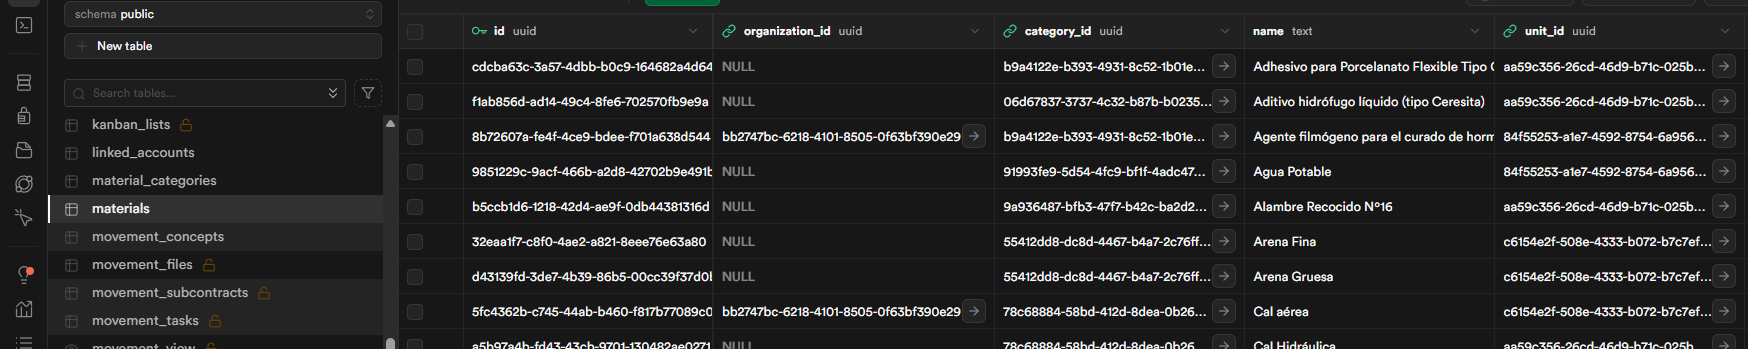 schema public
New table
Search tables...
kanban_lists
linked_accounts
material_categories
materials
movement_concepts
movement_files
movement_subcontracts
movement_tasks
movement_view
id uuid organization_id uuid category_id uuid name text unit_id uuid
cdcba63c-3a57-4dbb-b0c9-164682a4d64 NULL b9a4122e-b393-4931-8c52-1b01e... Adhesivo para Porcelanato Flexible Tipo C aa59c356-26cd-46d9-b71c-025b...
f1ab856d-ad14-49c4-8fe6-702570fb9e9a NULL 06d67837-3737-4c32-b87b-b0235... Aditivo hidrófugo líquido (tipo Ceresita) aa59c356-26cd-46d9-b71c-025b...
8b72607a-fe4f-4ce9-bdee-f701a638d544 bb2747bc-6218-4101-8505-0f63bf390e29 b9a4122e-b393-4931-8c52-1b01e... Agente filmógeno para el curado de horm 84f55253-a1e7-4592-8754-6a956...
9851229c-9acf-466b-a2d8-42702b9e491b NULL 91993fe9-5d54-4fc9-bf1f-4adc47... Agua Potable 84f55253-a1e7-4592-8754-6a956...
b5ccb1d6-1218-42d4-ae9f-0db44381316d NULL 9a936487-bfb3-47f7-b42c-ba2d2... Alambre Recocido N°16 aa59c356-26cd-46d9-b71c-025b...
32eaa1f7-c8f0-4ae2-a821-8eee76e63a80 NULL 55412dd8-dc8d-4467-b4a7-2c76ff... Arena Fina c6154e2f-508e-4333-b072-b7c7ef...
d43139fd-3de7-4b39-86b5-00cc39f37d0b NULL 55412dd8-dc8d-4467-b4a7-2c76ff... Arena Gruesa c6154e2f-508e-4333-b072-b7c7ef...
5fc4362b-c745-44ab-b460-f817b77089c0 bb2747bc-6218-4101-8505-0f63bf390e29 78c68884-58bd-412d-8dea-0b26... Cal aérea c6154e2f-508e-4333-b072-b7c7ef...
a5b97a4b-fd43-43cb-9701-130482ae0271 NULL 78c68884-58bd-412d-8dea-0b26... Cal Hidráulica aa59c356-26cd-46d9-b71c-025b...